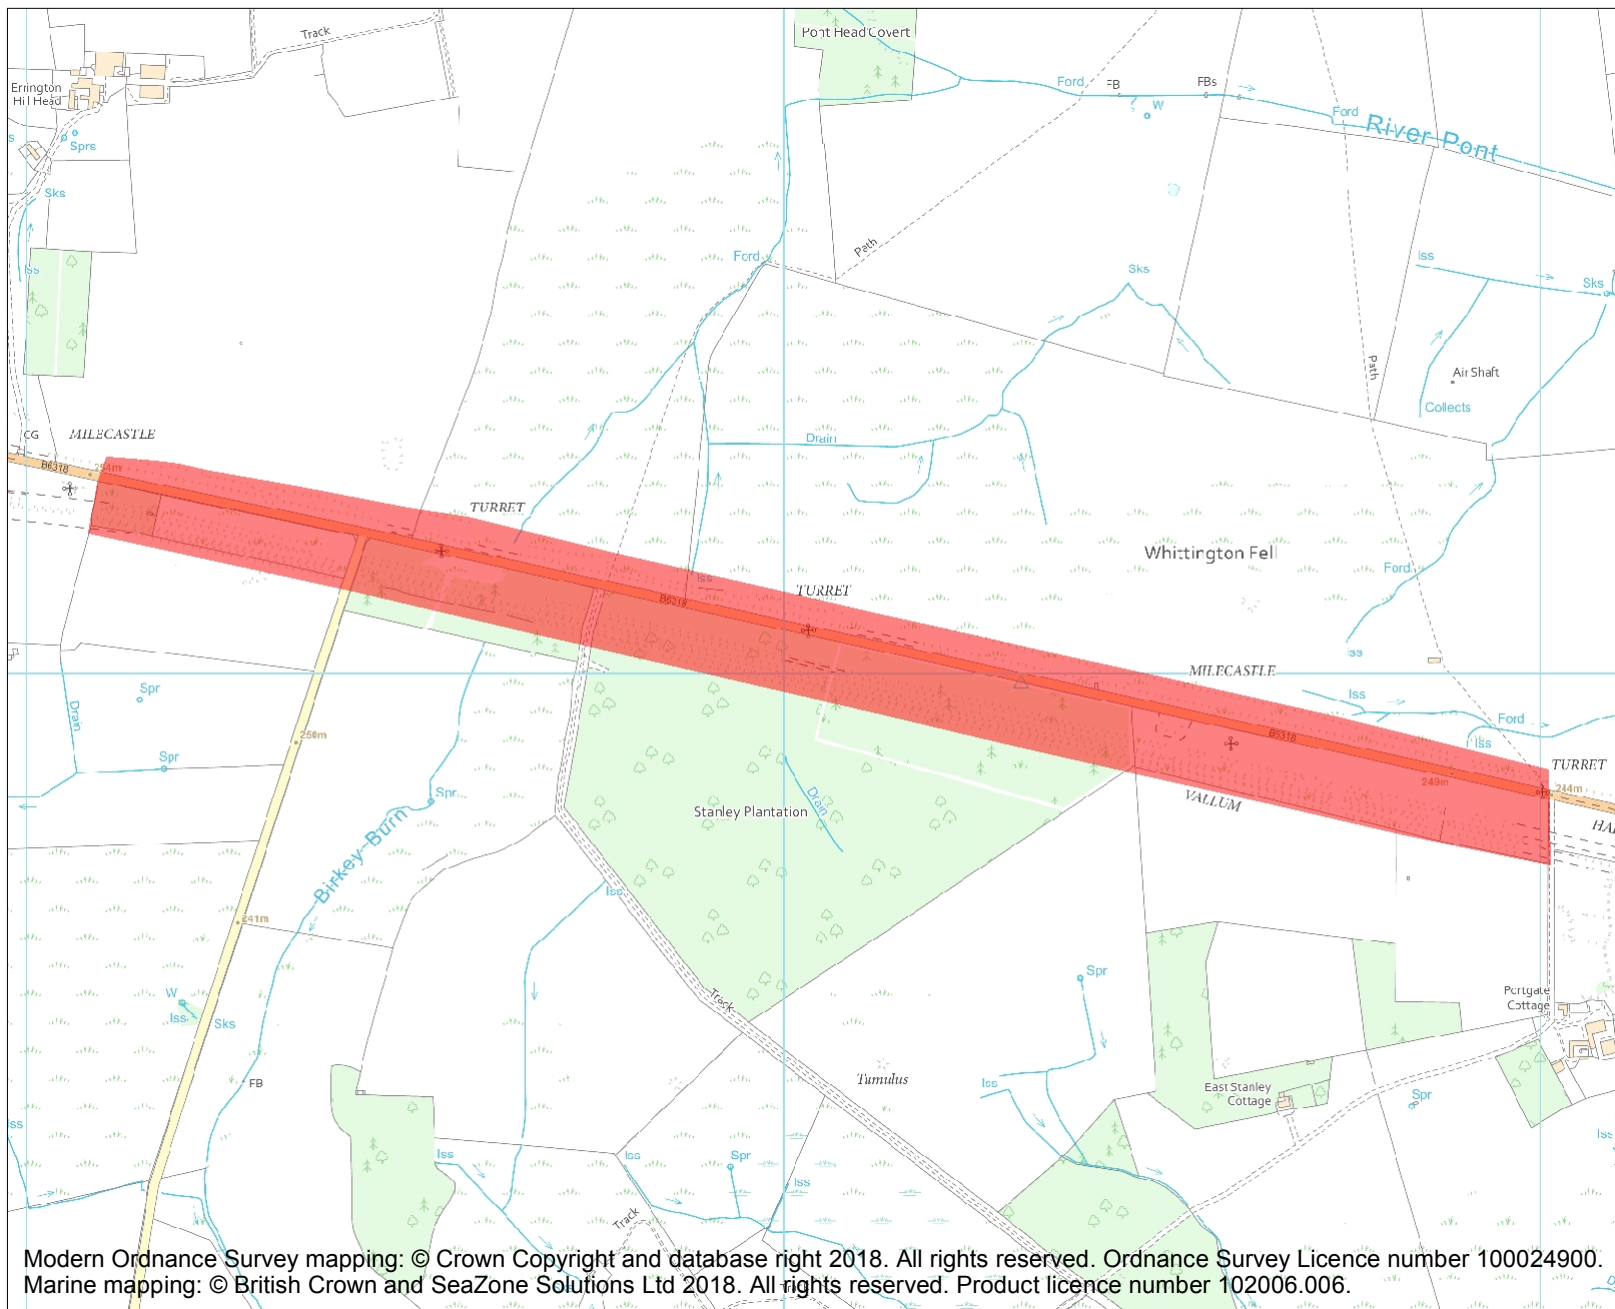 Track
Pont Head Covert
Errington
Hill Head
Ford
FB
FBs
W
Ford
River Pont
Sprs
Sks
Path
Ford
Iss
Sks
Iss
Sks
Path
Air Shaft
Collects
CG
MILECASTLE
Drain
B6318
254m
TURRET
Whittington Fell
Ford
Iss
TURRET
B6318
Iss
MILECASTLE
Spr
Drain
Iss
Ford
250m
B6318
Iss
Spr
TURRET
249m
244m
Spr
VALLUM
Drain
Stanley Plantation
Birkey Burn
Iss
241m
Spr
W
Iss
Sks
Track
Portgate
Cottage
FB
Iss
Tumulus
East Stanley
Cottage
Spr
Iss
Iss
Iss
Iss
Spr
Iss
Track
Modern Ordnance Survey mapping: © Crown Copyright and database right 2018. All rights reserved. Ordnance Survey Licence number 100024900.
Marine mapping: © British Crown and SeaZone Solutions Ltd 2018. All rights reserved. Product licence number 102006.006.